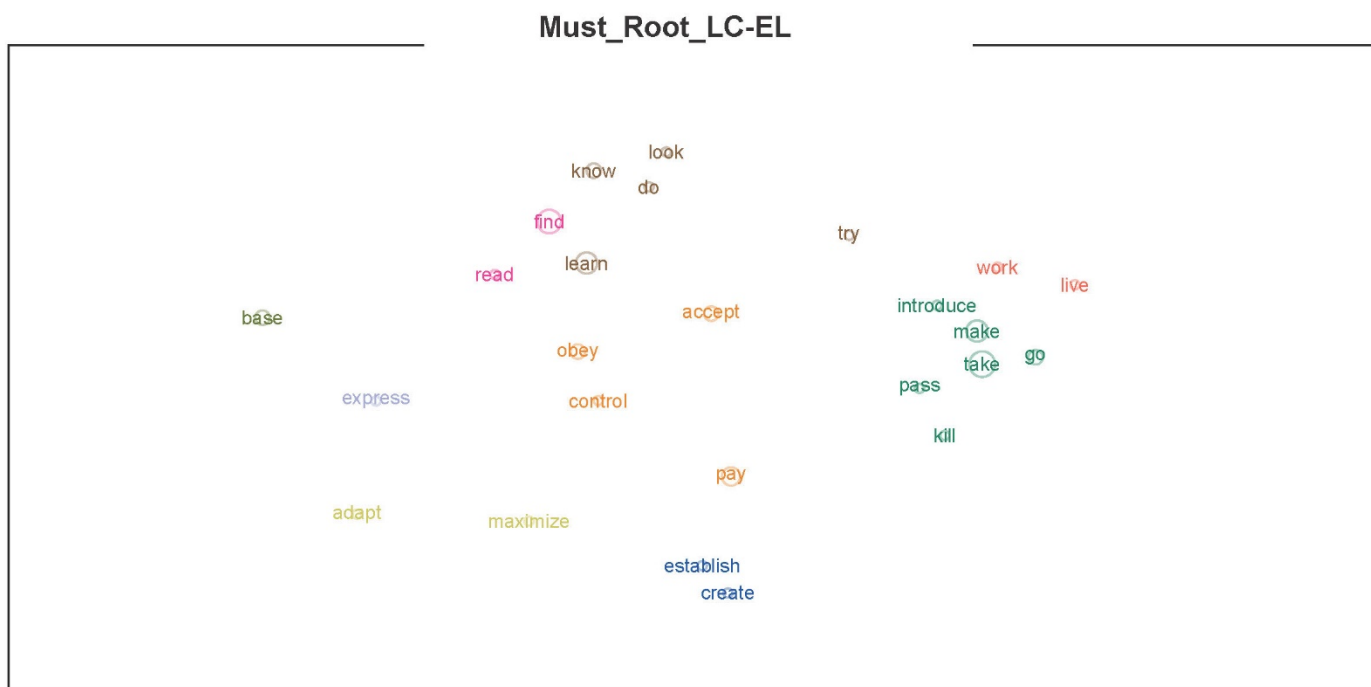 Must_Root_LC-EL
look
know
do
find
try
learn
work
read
live
introduce
accept
base
make
obey
go
take
pass
express
control
kill
pay
adapt
maximize
establish
create